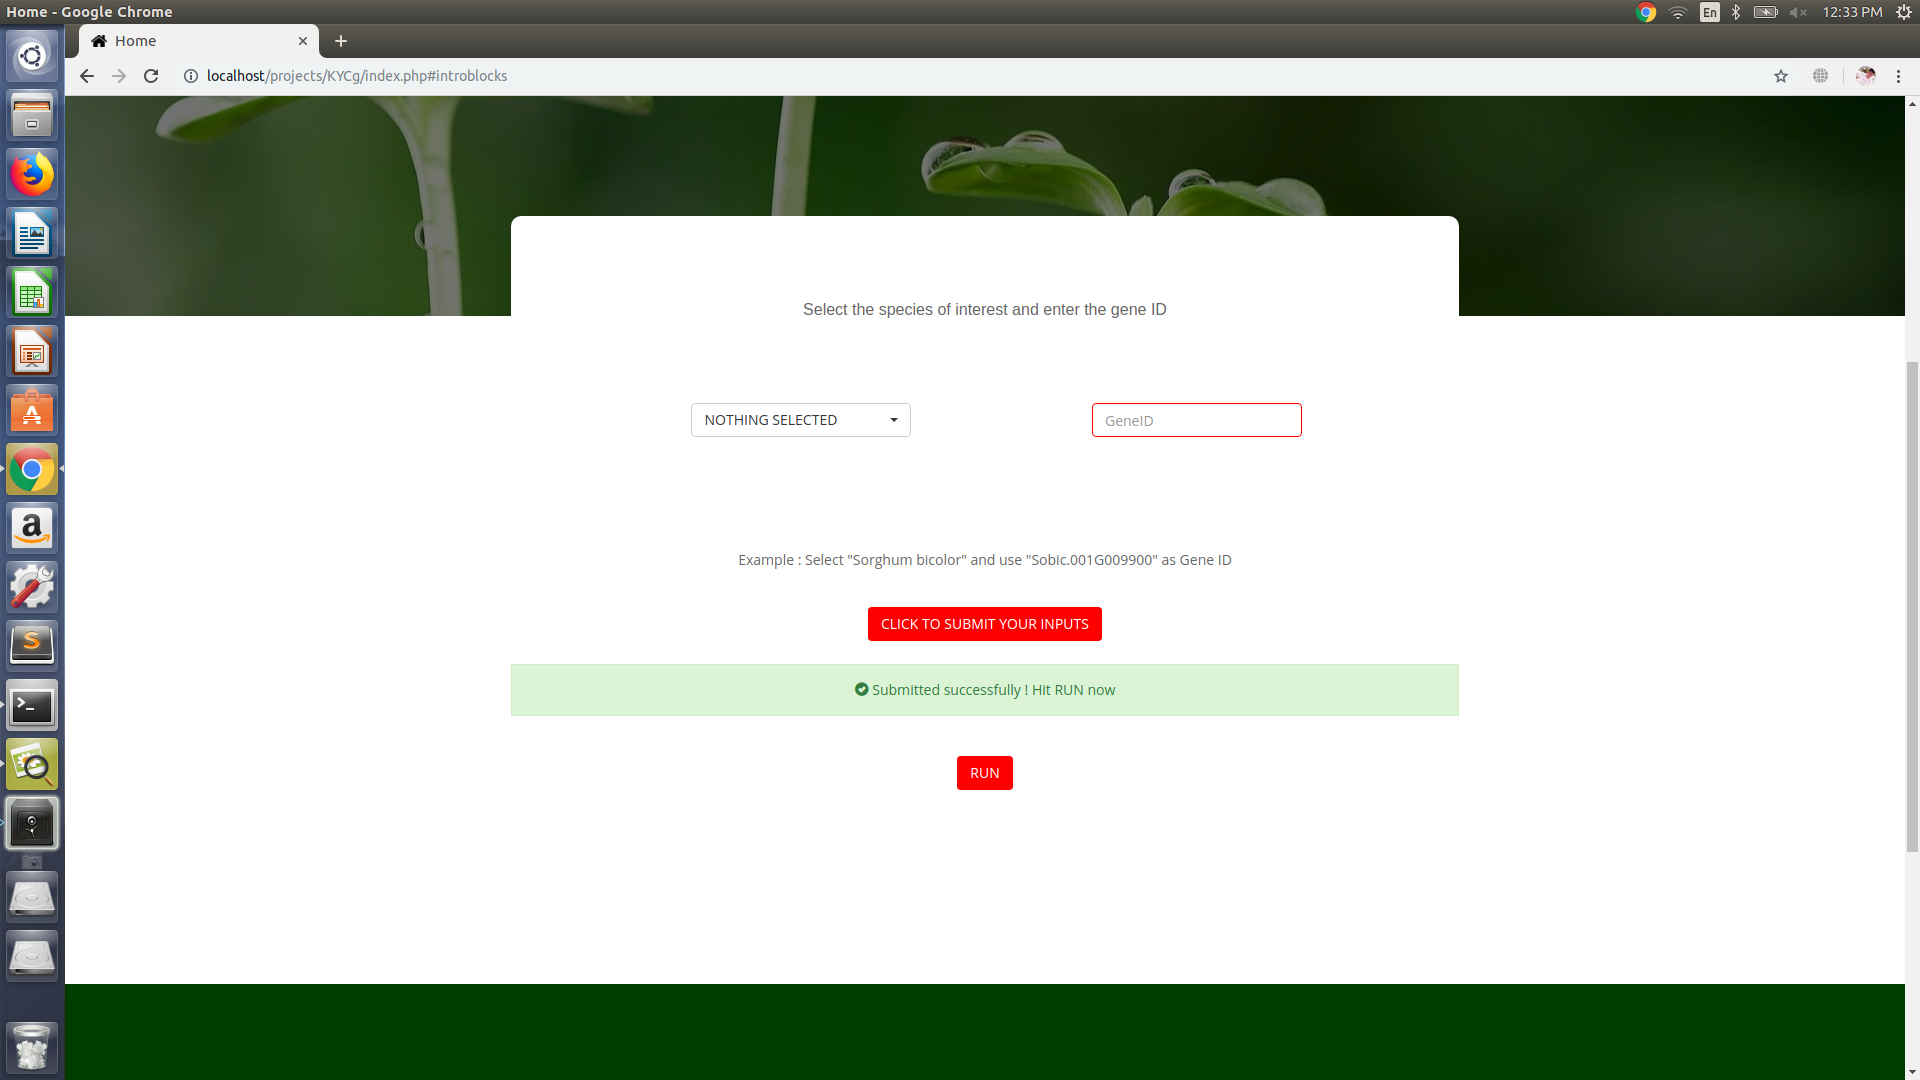 Home - Google Chrome
En
12:33 PM
Home
localhost/projects/KYCg/index.php#introblocks
Select the species of interest and enter the gene ID
NOTHING SELECTED
GeneID
Example : Select "Sorghum bicolor" and use "Sobic.001G009900" as Gene ID
CLICK TO SUBMIT YOUR INPUTS
Submitted successfully ! Hit RUN now
RUN